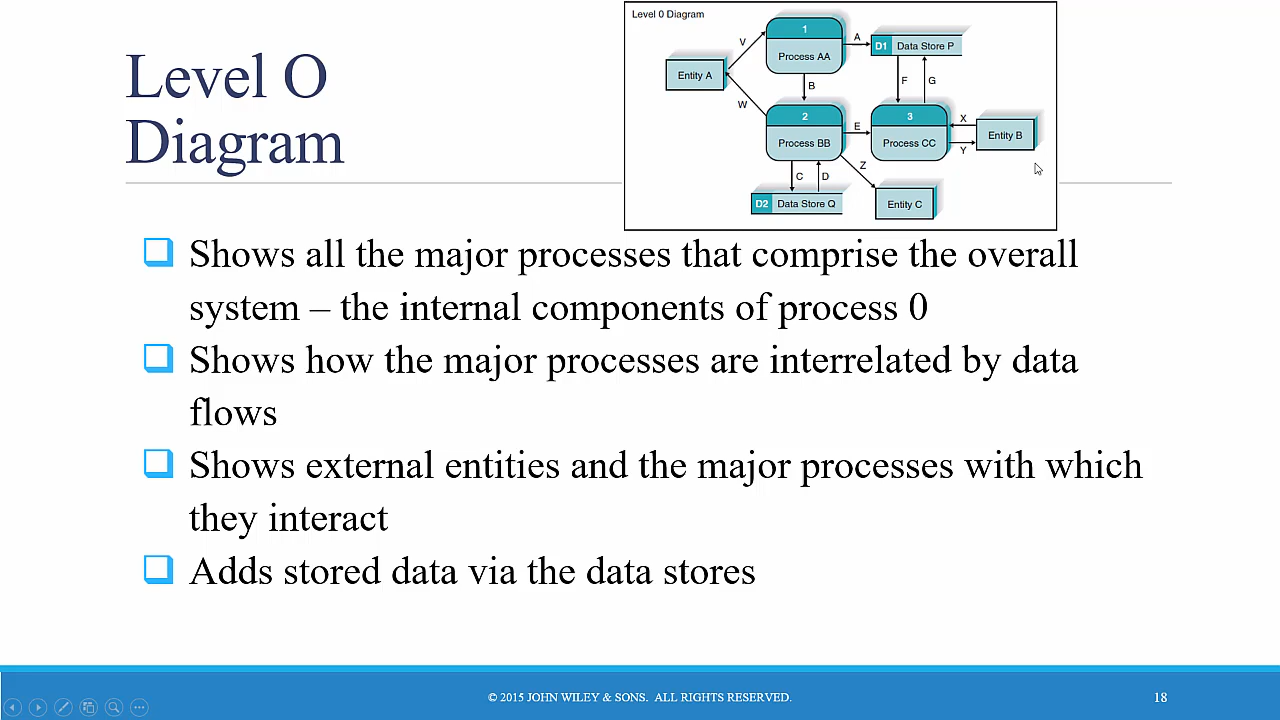 Level O
Diagram
Level 0 Diagram
1
Process AA
V
A
D1 Data Store P
Entity A
B
F
G
W
2
Process BB
E
3
Process CC
X
Y
Entity B
C
D
Z
D2 Data Store Q
Entity C
Shows all the major processes that comprise the overall
system – the internal components of process 0
Shows how the major processes are interrelated by data
flows
Shows external entities and the major processes with which
they interact
Adds stored data via the data stores
© 2015 JOHN WILEY & SONS. ALL RIGHTS RESERVED.
18